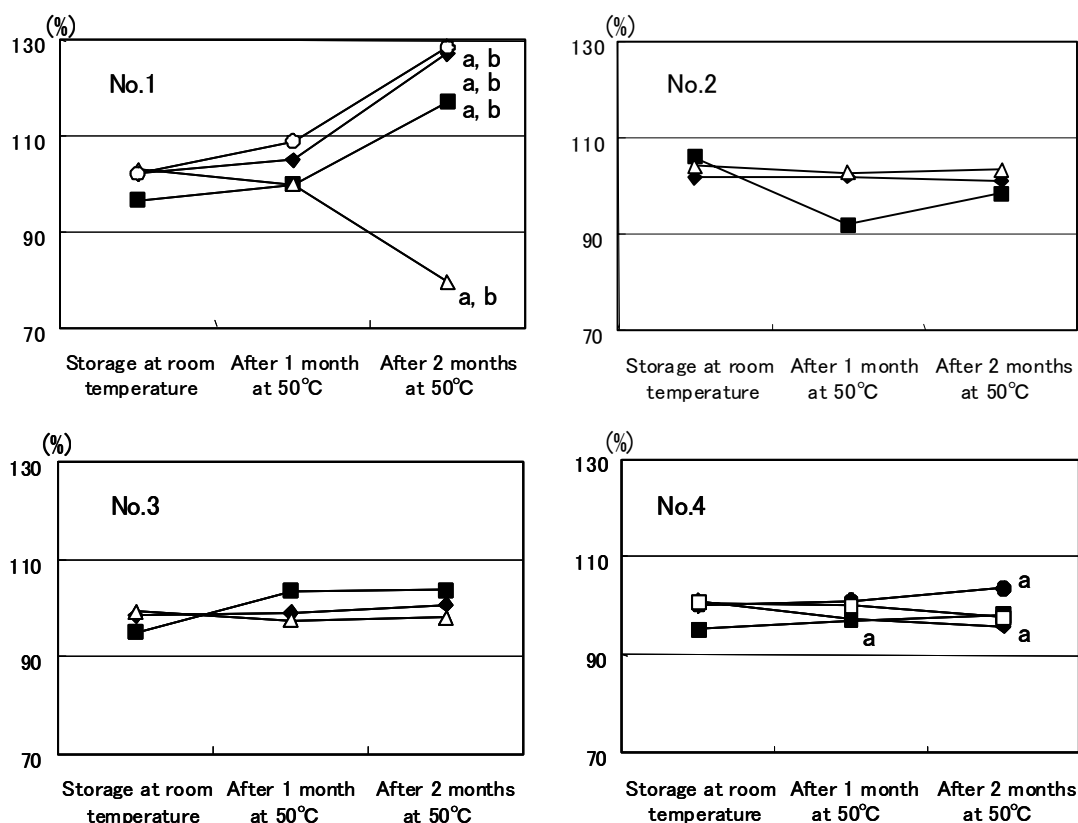 (%)
130
No.1
a, b
a, b
a, b
110
90
a, b
70
Storage at room temperature
After 1 month at 50℃
After 2 months at 50℃
(%)
130
No.2
110
90
70
Storage at room temperature
After 1 month at 50℃
After 2 months at 50℃
(%)
130
No.3
110
90
70
Storage at room temperature
After 1 month at 50℃
After 2 months at 50℃
(%)
130
No.4
110
a
a
a
90
70
Storage at room temperature
After 1 month at 50℃
After 2 months at 50℃